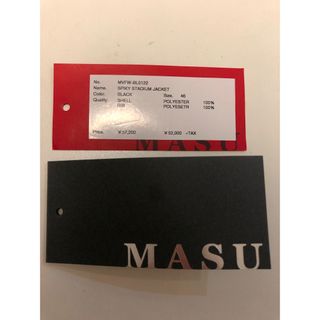 No. MVFW-BL0122
Name. SPIKY STADIUM JACKET
Color. BLACK Size. 46
Quality. SHELL POLYESTER 100%
RIB POLYESETR 100%
Price. ¥ 57,200 ¥ 52,000 +TAX
MASU
MASU